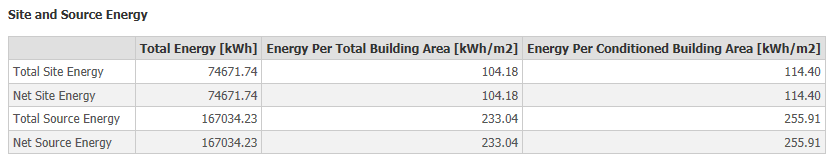 Site and Source Energy
Total Energy [kWh] Energy Per Total Building Area [kWh/m2] Energy Per Conditioned Building Area [kWh/m2]
Total Site Energy 74671.74 104.18 114.40
Net Site Energy 74671.74 104.18 114.40
Total Source Energy 167034.23 233.04 255.91
Net Source Energy 167034.23 233.04 255.91